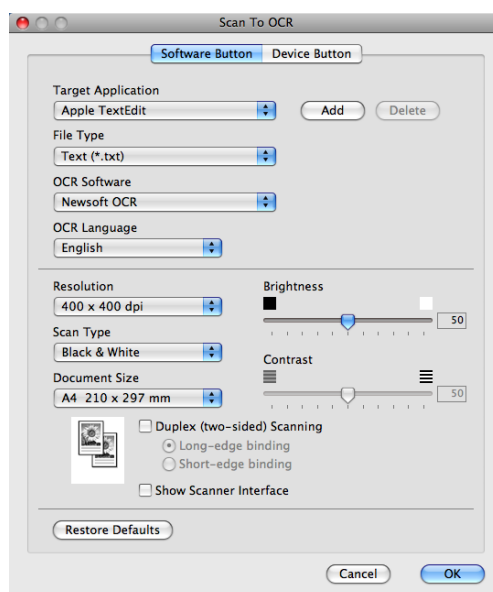 Scan To OCR
Software Button Device Button
Target Application
Apple TextEdit Add Delete
File Type
Text (*.txt)
OCR Software
Newsoft OCR
OCR Language
English
Resolution Brightness
400 x 400 dpi 50
Scan Type
Black & White Contrast
Document Size
A4 210 x 297 mm 50
Duplex (two-sided) Scanning
Long-edge binding
Short-edge binding
Show Scanner Interface
Restore Defaults
Cancel OK